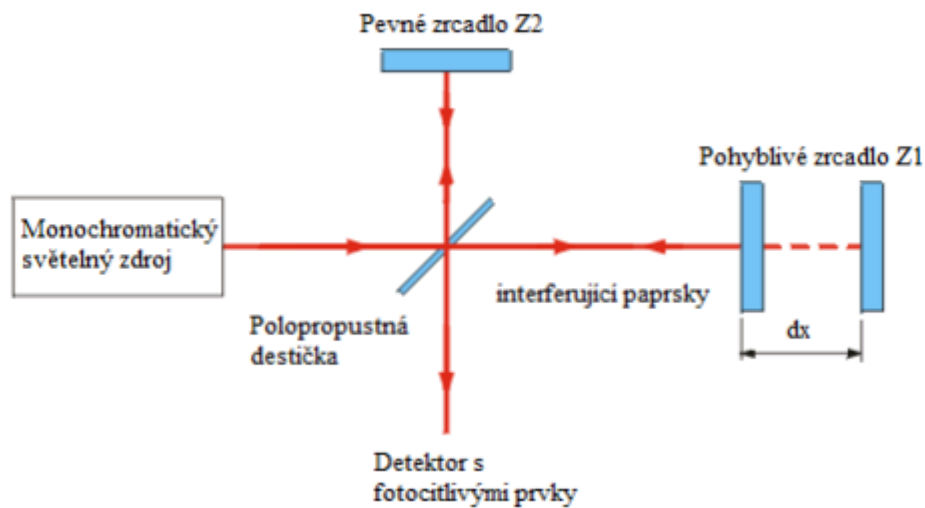 Pevné zrcadlo Z2
Pohyblivé zrcadlo Z1
Monochromatický
světelný zdroj
interferující paprsky
Polopropustná
destička
dx
Detektor s
fotocitlivými prvky